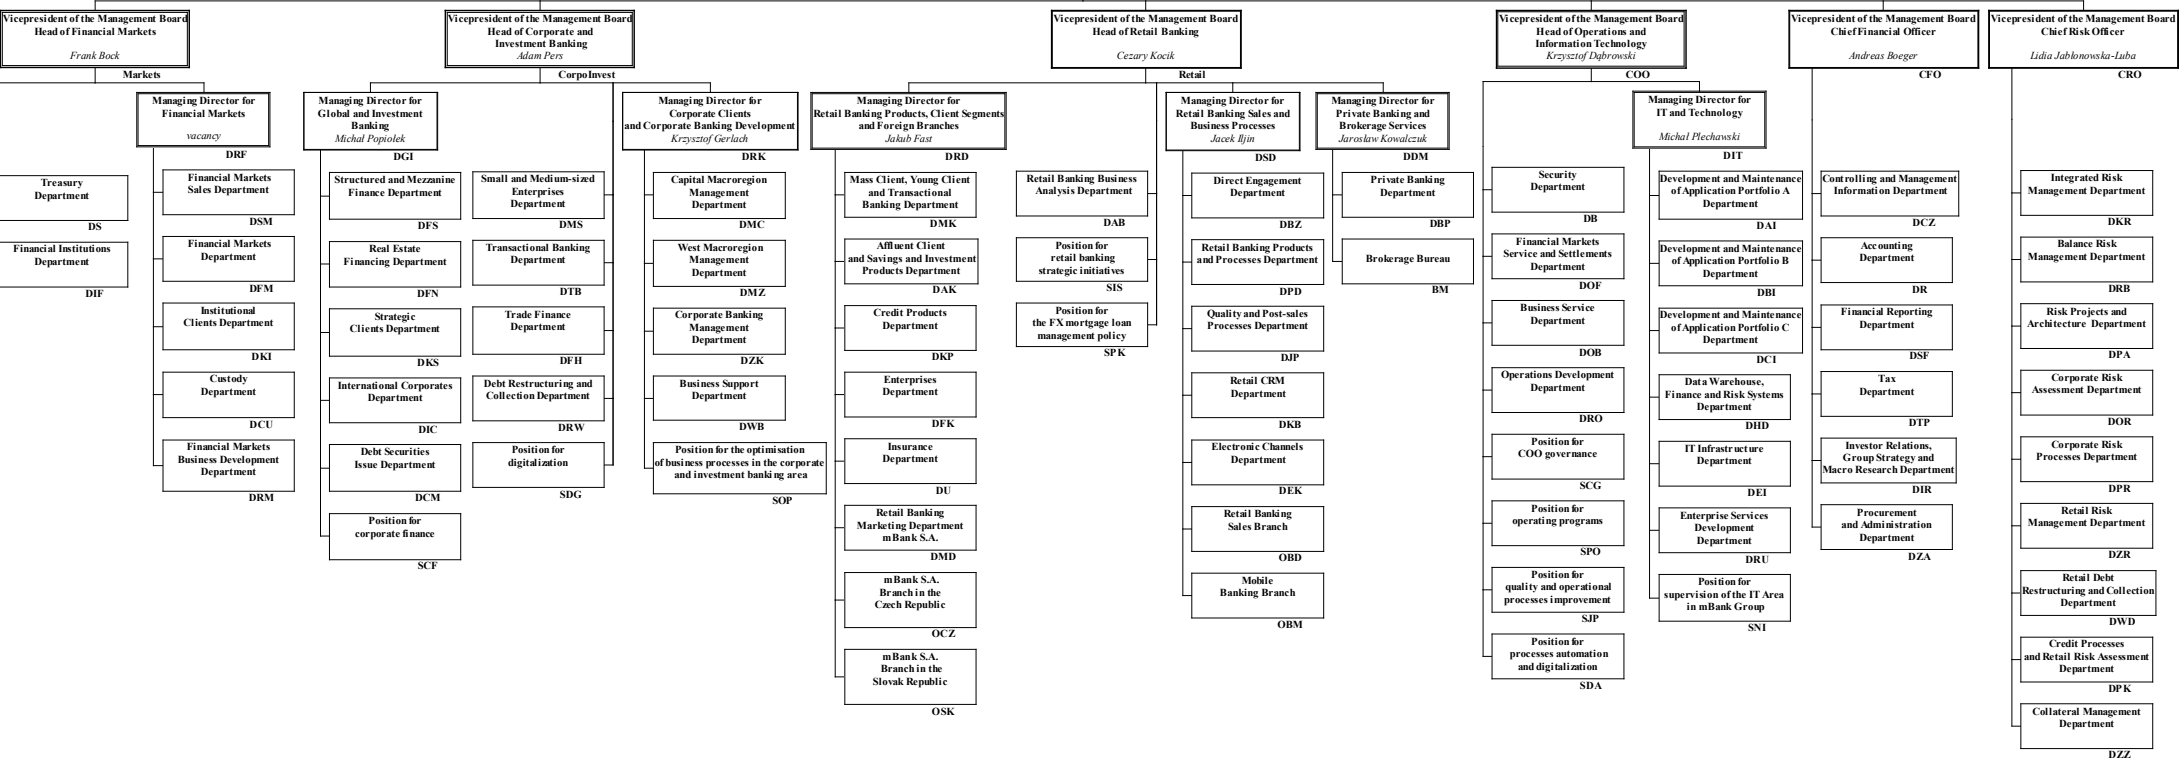 Vicepresident of the Management Board
Head of Financial Markets
Frank Bock
Markets
Treasury
Department
DS
Financial Institutions
Department
DIF
Managing Director for
Financial Markets
vacancy
DRF
Financial Markets
Sales Department
DSM
Financial Markets
Department
DFM
Institutional
Clients Department
DKI
Custody
Department
DCU
Financial Markets
Business Development
Department
DRM
Vicepresident of the Management Board
Head of Corporate and
Investment Banking
Adam Pers
CorpoInvest
Managing Director for
Global and Investment
Banking
Michał Popiołek
DGI
Structured and Mezzanine
Finance Department
DFS
Real Estate
Financing Department
DFN
Strategic
Clients Department
DKS
International Corporates
Department
DIC
Debt Securities
Issue Department
DCM
Position for
corporate finance
SCF
Small and Medium-sized
Enterprises
Department
DMS
Transactional Banking
Department
DTB
Trade Finance
Department
DFH
Debt Restructuring and
Collection Department
DRW
Position for
digitalization
SDG
Managing Director for
Corporate Clients
and Corporate Banking Development
Krzysztof Gerlach
DRK
Capital Macroregion
Management
Department
DMC
West Macroregion
Management
Department
DMZ
Corporate Banking
Management
Department
DZK
Business Support
Department
DWB
Position for the optimisation
of business processes in the corporate
and investment banking area
SOP
Vicepresident of the Management Board
Head of Retail Banking
Cezary Kocik
Retail
Managing Director for
Retail Banking Products, Client Segments
and Foreign Branches
Jakub Fast
DRD
Mass Client, Young Client
and Transactional
Banking Department
DMK
Affluent Client
and Savings and Investment
Products Department
DAK
Credit Products
Department
DKP
Enterprises
Department
DFK
Insurance
Department
DU
Retail Banking
Marketing Department
mBank S.A.
DMD
mBank S.A.
Branch in the
Czech Republic
OCZ
mBank S.A.
Branch in the
Slovak Republic
OSK
Retail Banking Business
Analysis Department
DAB
Position for
retail banking
strategic initiatives
SIS
Position for
the FX mortgage loan
management policy
SPK
Managing Director for
Retail Banking Sales and
Business Processes
Jacek Iljin
DSD
Direct Engagement
Department
DBZ
Retail Banking Products
and Processes Department
DPD
Quality and Post-sales
Processes Department
DJP
Retail CRM
Department
DKB
Electronic Channels
Department
DEK
Retail Banking
Sales Branch
OBD
Mobile
Banking Branch
OBM
Managing Director for
Private Banking and
Brokerage Services
Jarosław Kowalczuk
DDM
Private Banking
Department
DBP
Brokerage Bureau
BM
Vicepresident of the Management Board
Head of Operations and
Information Technology
Krzysztof Dąbrowski
COO
Security
Department
DB
Financial Markets
Service and Settlements
Department
DOF
Business Service
Department
DOB
Operations Development
Department
DRO
Position for
COO governance
SCG
Position for
operating programs
SPO
Position for
quality and operational
processes improvement
SJP
Position for
processes automation
and digitalization
SDA
Managing Director for
IT and Technology
Michał Plechawski
DIT
Development and Maintenance
of Application Portfolio A
Department
DAI
Development and Maintenance
of Application Portfolio B
Department
DBI
Development and Maintenance
of Application Portfolio C
Department
DCI
Data Warehouse,
Finance and Risk Systems
Department
DHD
IT Infrastructure
Department
DEI
Enterprise Services
Development
Department
DRU
Position for
supervision of the IT Area
in mBank Group
SNI
Vicepresident of the Management Board
Chief Financial Officer
Andreas Boeger
CFO
Controlling and Management
Information Department
DCZ
Accounting
Department
DR
Financial Reporting
Department
DSF
Tax
Department
DTP
Investor Relations,
Group Strategy and
Macro Research Department
DIR
Procurement
and Administration
Department
DZA
Vicepresident of the Management Board
Chief Risk Officer
Lidia Jabłonowska-Luba
CRO
Integrated Risk
Management Department
DKR
Balance Risk
Management Department
DRB
Risk Projects and
Architecture Department
DPA
Corporate Risk
Assessment Department
DOR
Corporate Risk
Processes Department
DPR
Retail Risk
Management Department
DZR
Retail Debt
Restructuring and Collection
Department
DWD
Credit Processes
and Retail Risk Assessment
Department
DPK
Collateral Management
Department
DZZ